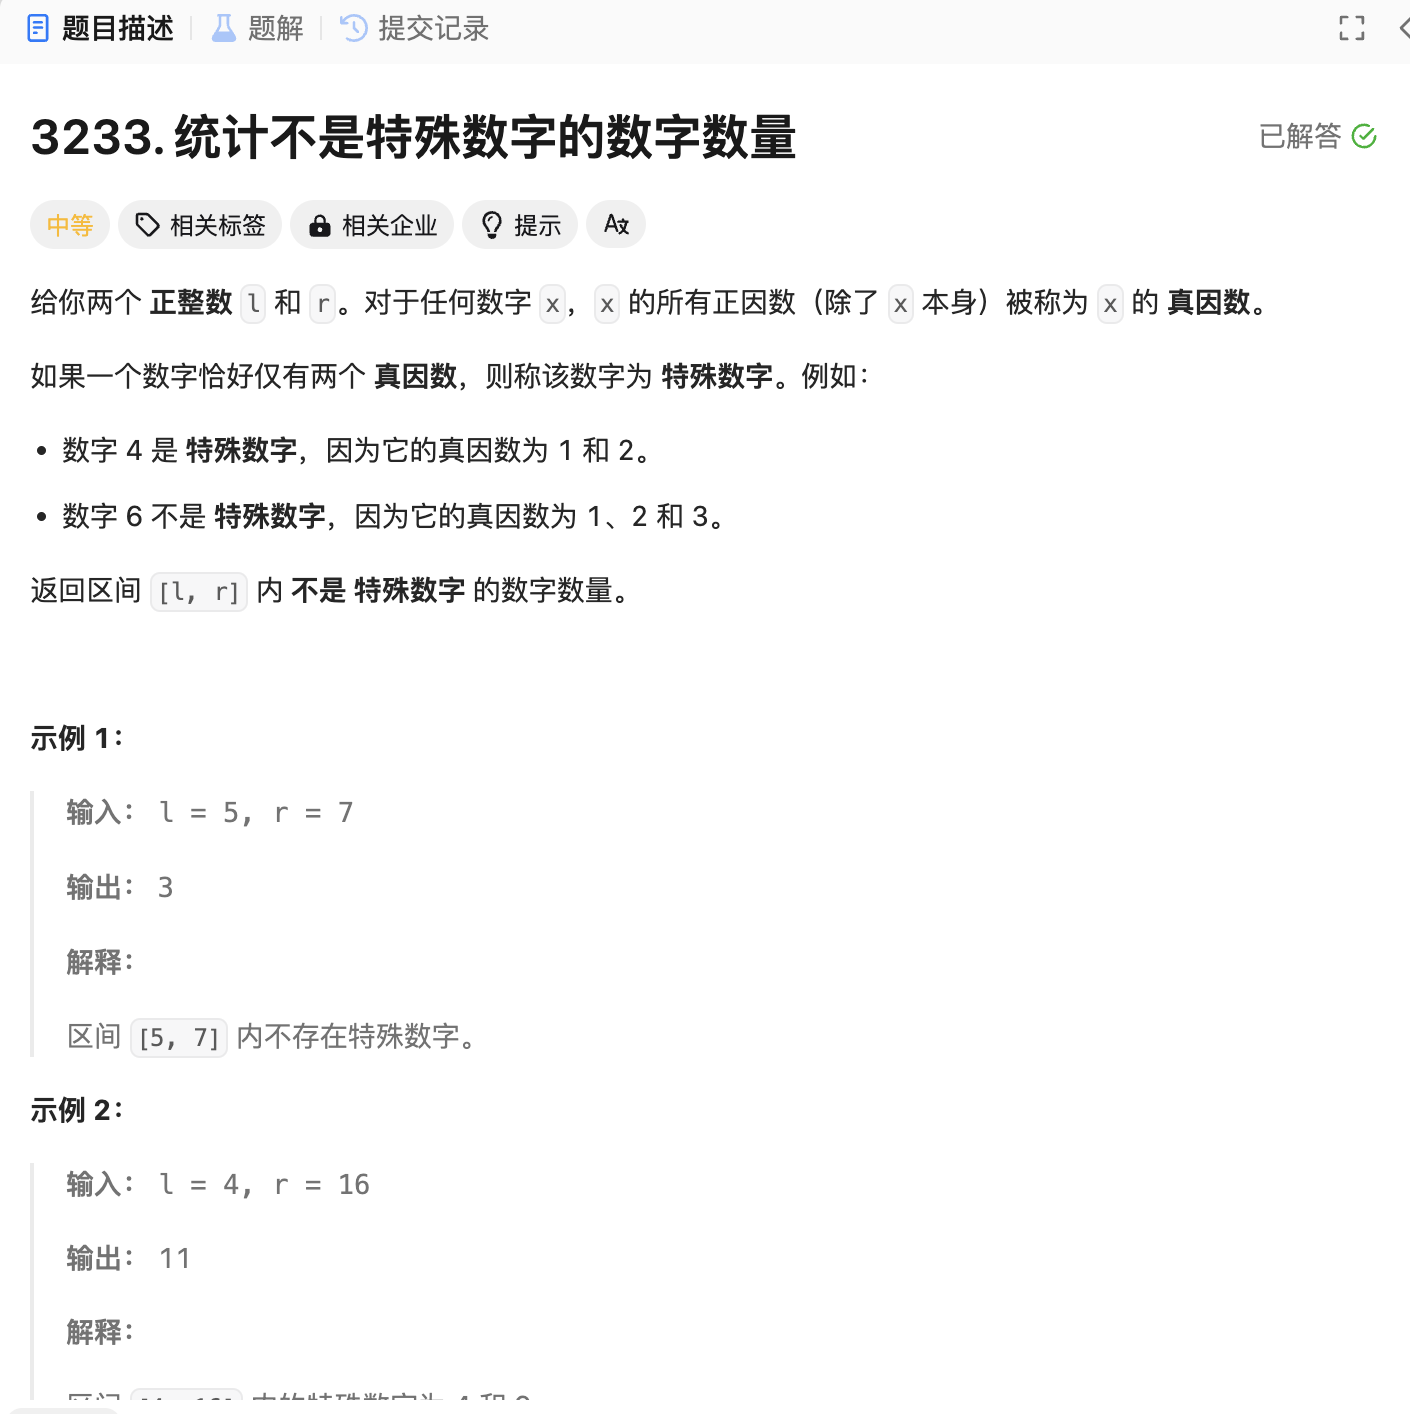 题目描述 题解 提交记录
3233. 统计不是特殊数字的数字数量
已解答
中等 相关标签 相关企业 提示
给你两个 正整数 l 和 r。对于任何数字 x，x 的所有正因数（除了 x 本身）被称为 x 的 真因数。
如果一个数字恰好仅有两个 真因数，则称该数字为 特殊数字。例如：
• 数字 4 是 特殊数字，因为它的真因数为 1 和 2。
• 数字 6 不是 特殊数字，因为它的真因数为 1、2 和 3。
返回区间 [l, r] 内 不是 特殊数字 的数字数量。
示例 1：
输入： l = 5, r = 7
输出： 3
解释：
区间 [5, 7] 内不存在特殊数字。
示例 2：
输入： l = 4, r = 16
输出： 11
解释：